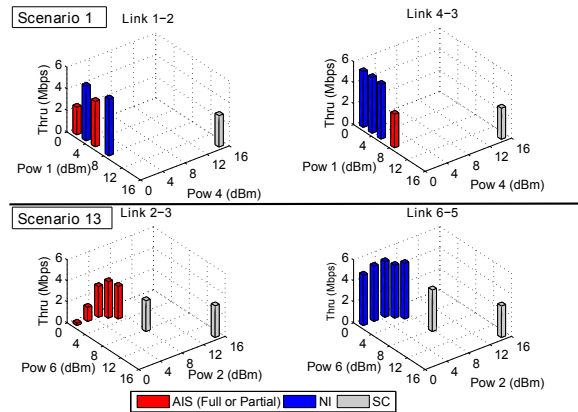 Scenario 1
Link 1−2
Link 4−3
Thru (Mbps)
6
4
2
0
0
4
8
12
16
Pow 1 (dBm)
0
4
8
12
16
Pow 4 (dBm)
Thru (Mbps)
6
4
2
0
0
4
8
12
16
Pow 1 (dBm)
0
4
8
12
16
Pow 4 (dBm)
Scenario 13
Link 2−3
Link 6−5
Thru (Mbps)
6
4
2
0
0
4
8
12
16
Pow 6 (dBm)
0
4
8
12
16
Pow 2 (dBm)
Thru (Mbps)
6
4
2
0
0
4
8
12
16
Pow 6 (dBm)
0
4
8
12
16
Pow 2 (dBm)
AIS (Full or Partial) NI SC